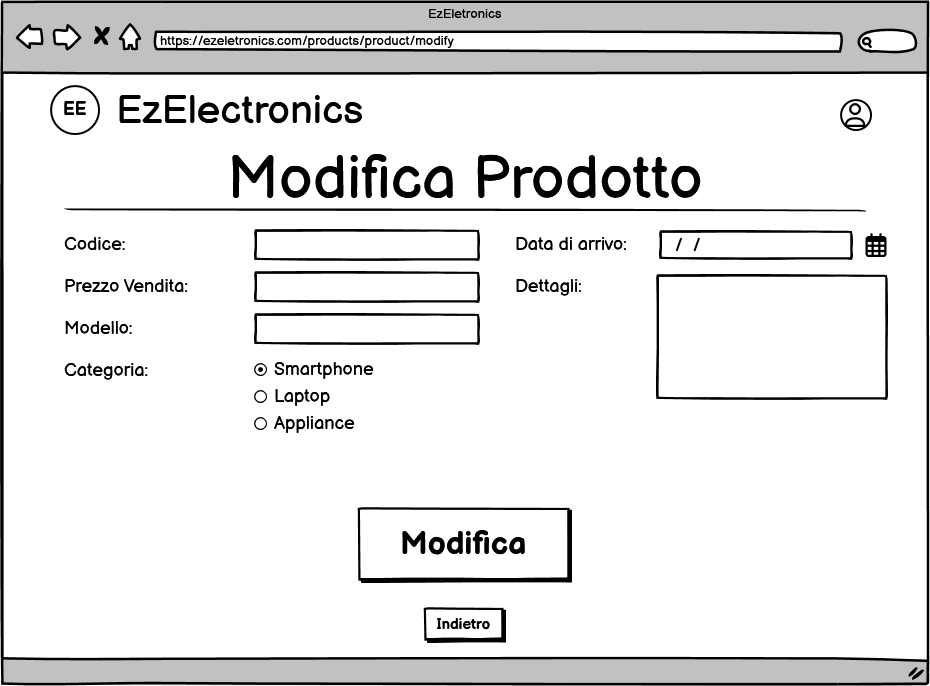 EzEletronics
https://ezeletronics.com/products/product/modify
EE
EzElectronics
Modifica Prodotto
Codice:
Prezzo Vendita:
Modello:
Categoria:
Smartphone
Laptop
Appliance
Data di arrivo:
/ /
Dettagli:
Modifica
Indietro